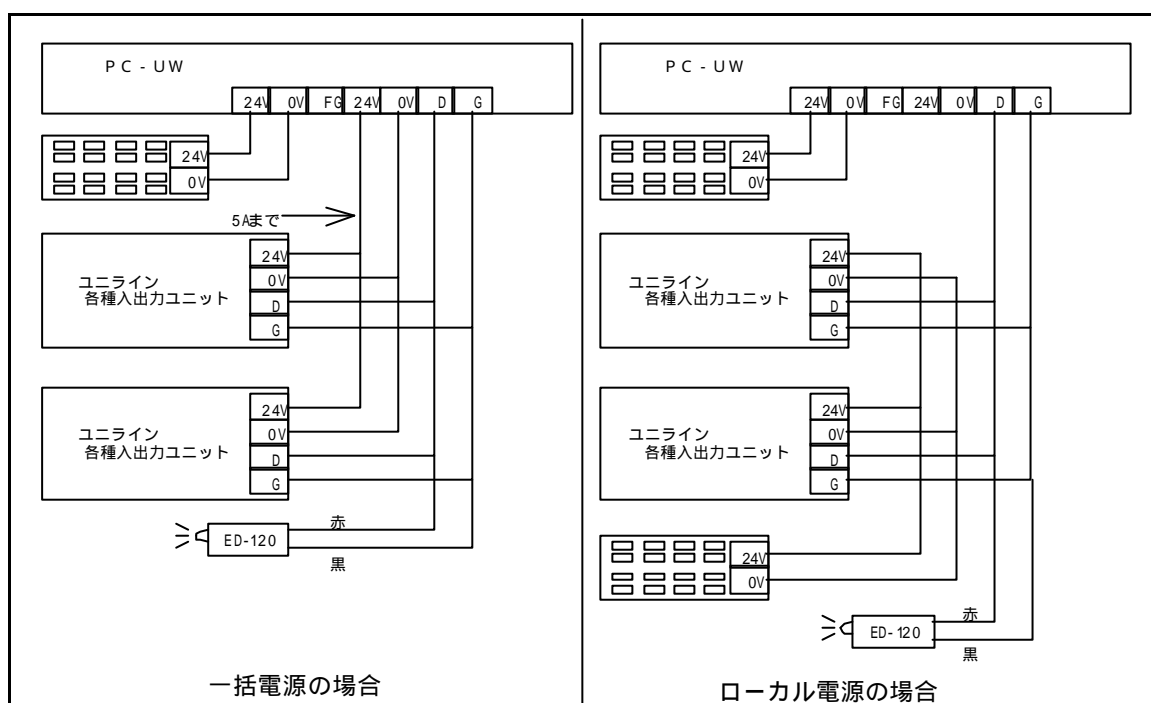 PC-UW
24V 0V FG 24V 0V D G
24V
0V
5Aまで
24V
ユニライン
0V
各種入出力ユニット
D
G
24V
ユニライン
0V
各種入出力ユニット
D
G
赤
ED-120
黒
一括電源の場合
PC-UW
24V 0V FG 24V 0V D G
24V
0V
24V
ユニライン
0V
各種入出力ユニット
D
G
24V
ユニライン
0V
各種入出力ユニット
D
G
24V
0V
赤
ED-120
黒
ローカル電源の場合